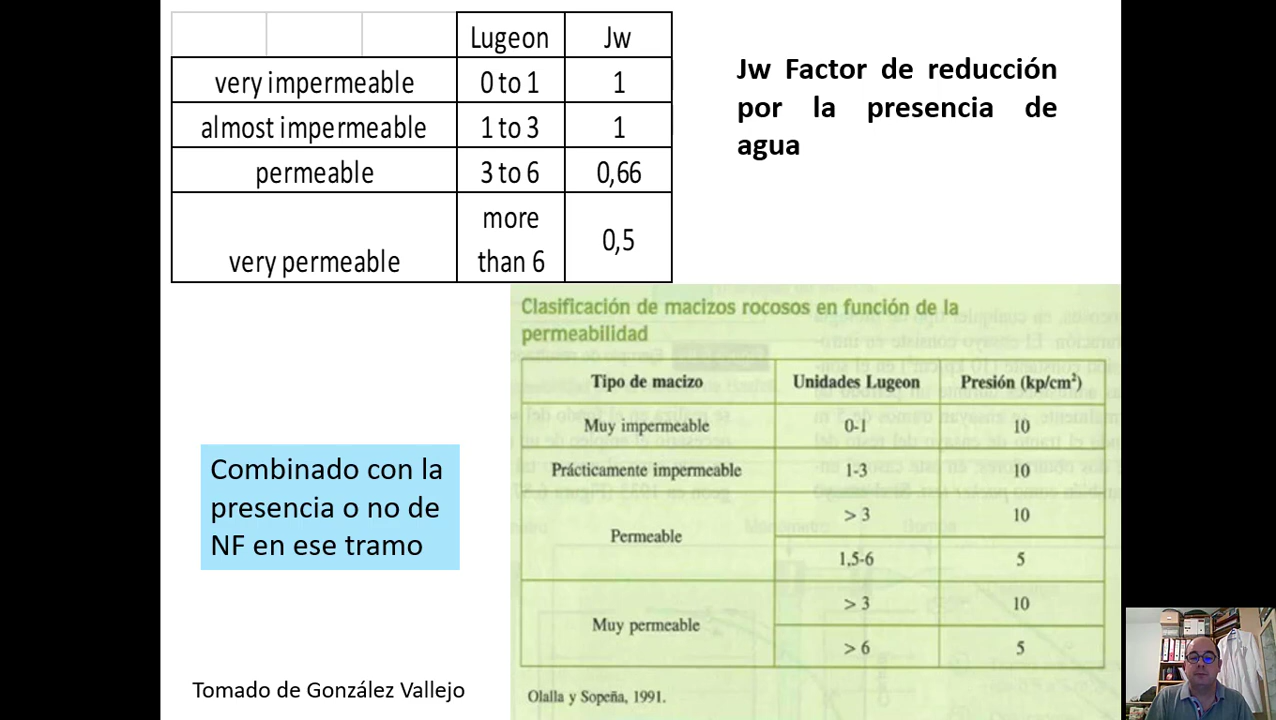 Lugeon Jw
very impermeable 0 to 1 1
almost impermeable 1 to 3 1
permeable 3 to 6 0,66
very permeable more than 6 0,5
Jw Factor de reducción
por la presencia de
agua
Clasificación de macizos rocosos en función de la
permeabilidad
Tipo de macizo Unidades Lugeon Presión (kp/cm²)
Muy impermeable 0-1 10
Prácticamente impermeable 1-3 10
Permeable > 3 10
1,5-6 5
Muy permeable > 3 10
> 6 5
Olalla y Sopeña, 1991.
Combinado con la
presencia o no de
NF en ese tramo
Tomado de González Vallejo